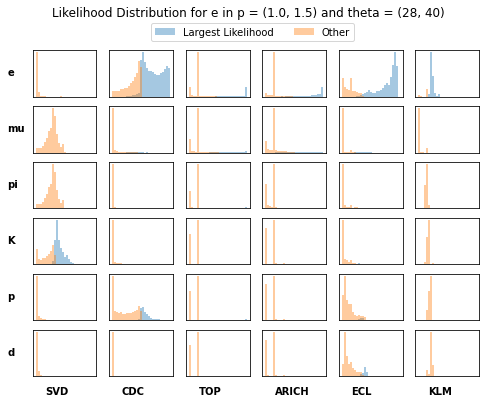 Likelihood Distribution for e in p = (1.0, 1.5) and theta = (28, 40)
Largest Likelihood Other
e
mu
pi
K
p
d
SVD CDC TOP ARICH ECL KLM